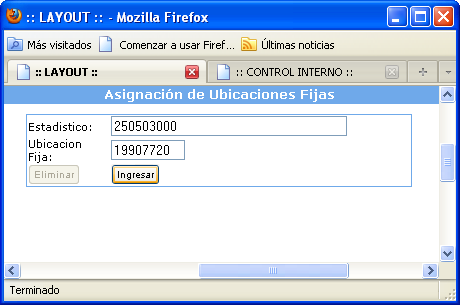 :: LAYOUT :: - Mozilla Firefox
Más visitados Comenzar a usar Firef... Últimas noticias
:: LAYOUT :: :: CONTROL INTERNO ::
Asignación de Ubicaciones Fijas
Estadistico: 250503000
Ubicacion
Fija: 19907720
Eliminar Ingresar
Terminado